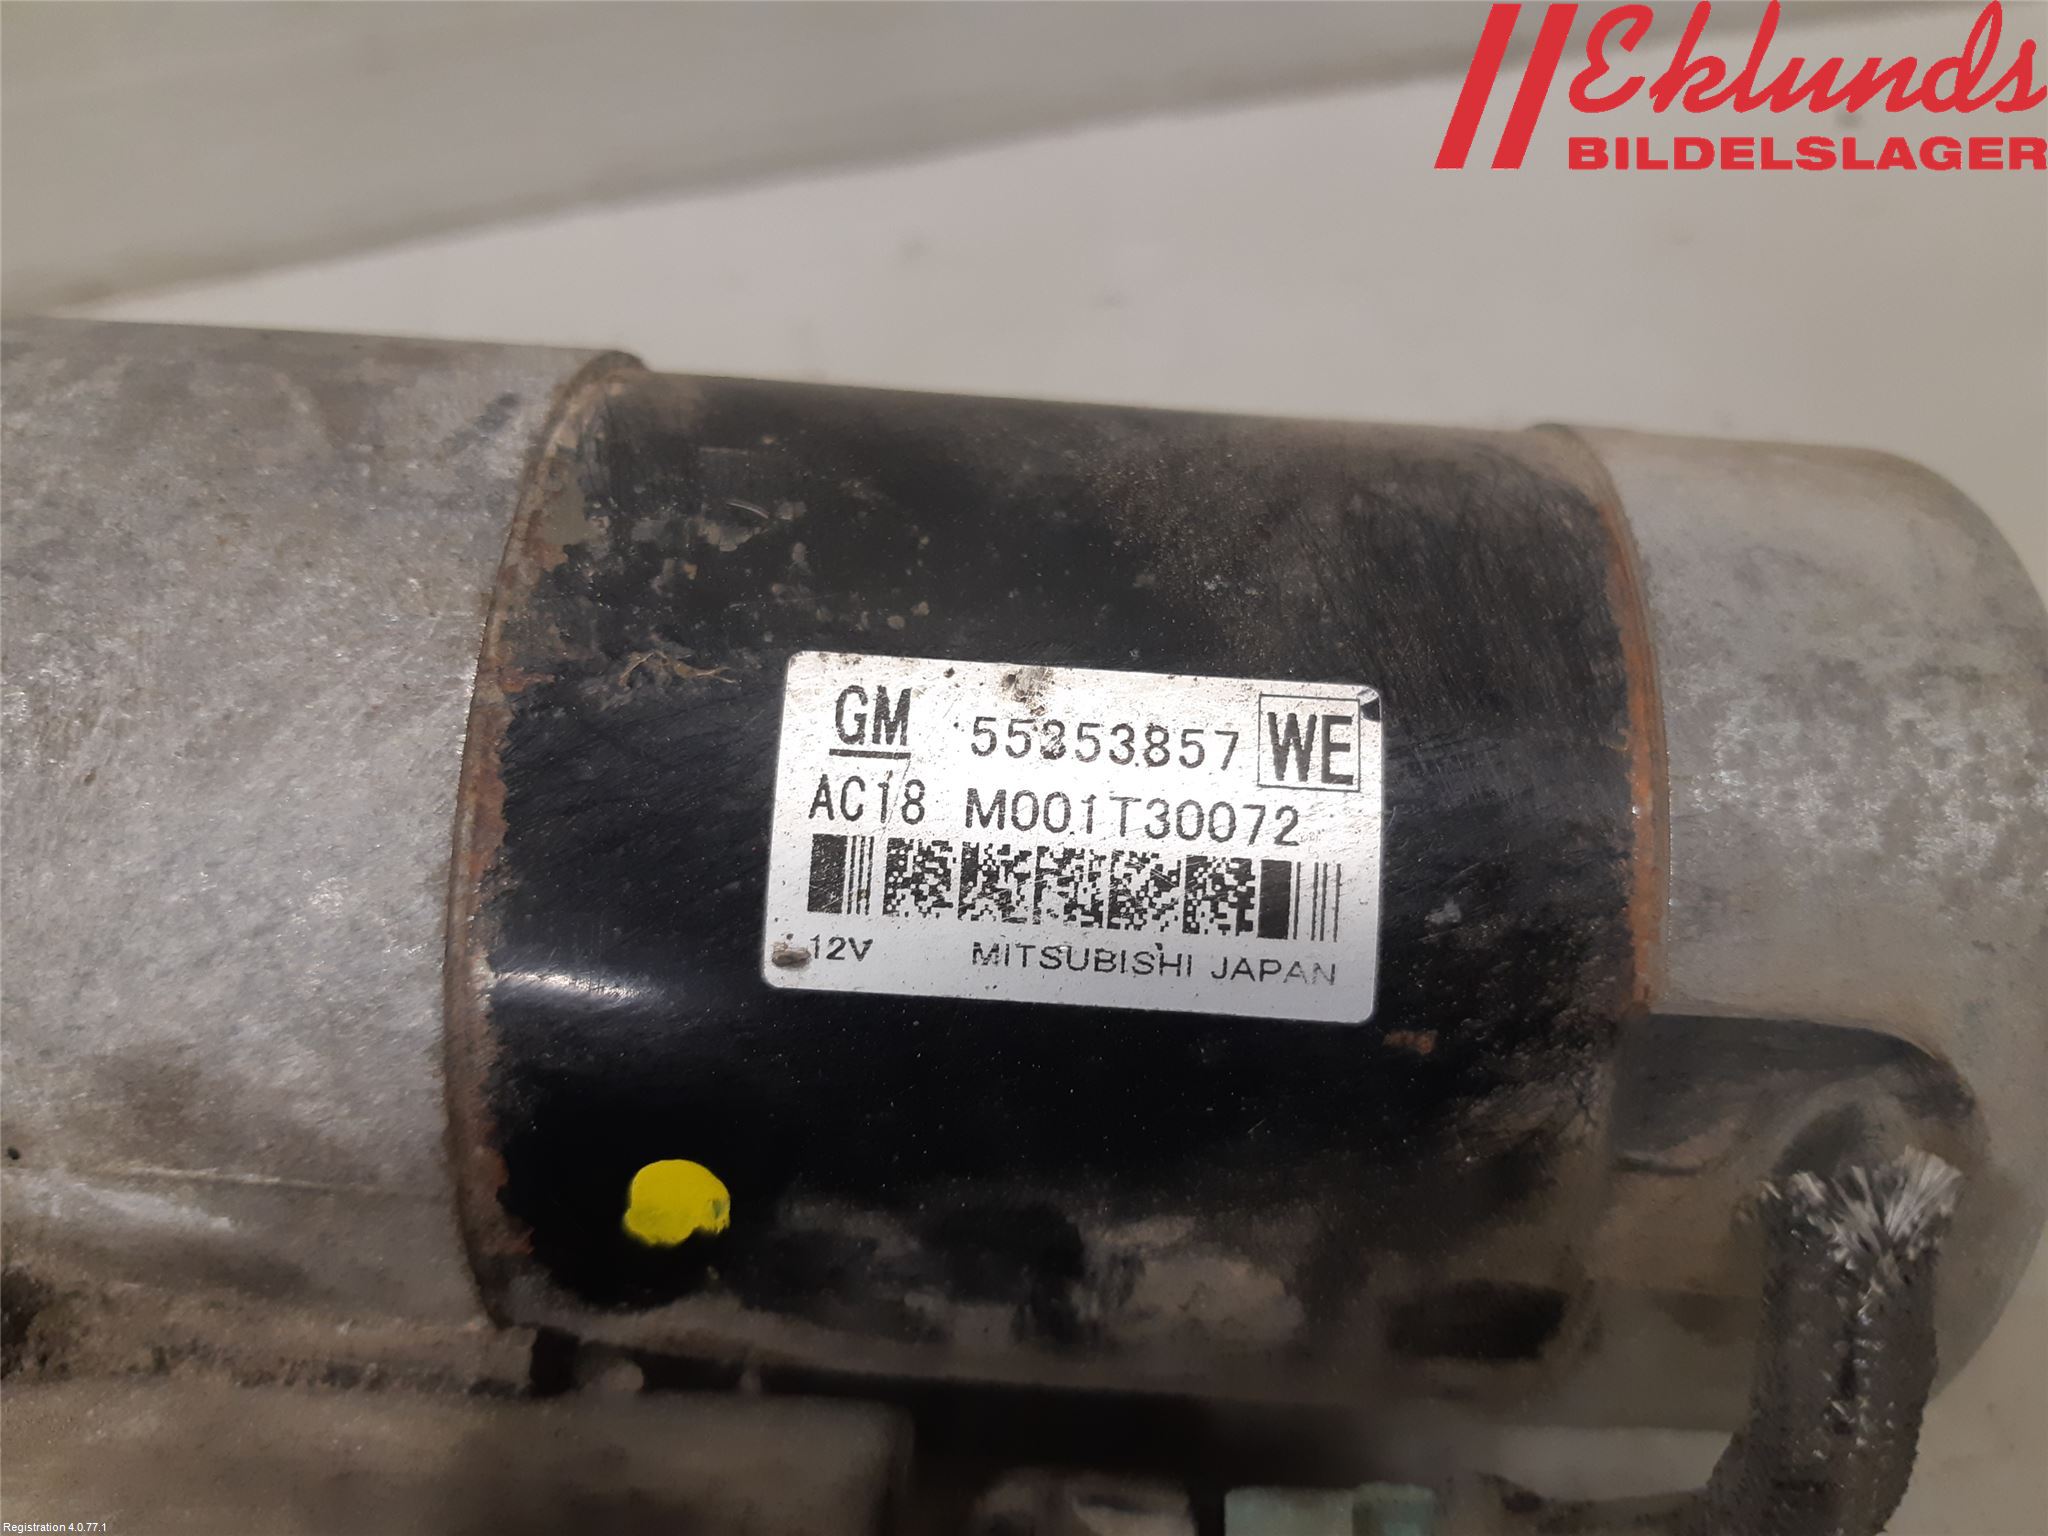 Eklunds
BILDELSLAGER
GM 55353857 WE
AC18 M001T30072
12V MITSUBISHI JAPAN
Registration 4.0.77.1